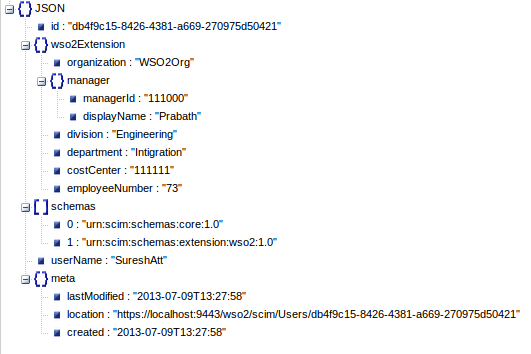 {} JSON
id : "db4f9c15-8426-4381-a669-270975d50421"
{} wso2Extension
organization : "WSO2Org"
{} manager
managerId : "111000"
displayName : "Prabath"
division : "Engineering"
department : "Intigration"
costCenter : "111111"
employeeNumber : "73"
[] schemas
0 : "urn:scim:schemas:core:1.0"
1 : "urn:scim:schemas:extension:wso2:1.0"
userName : "SureshAtt"
{} meta
lastModified : "2013-07-09T13:27:58"
location : "https://localhost:9443/wso2/scim/Users/db4f9c15-8426-4381-a669-270975d50421"
created : "2013-07-09T13:27:58"